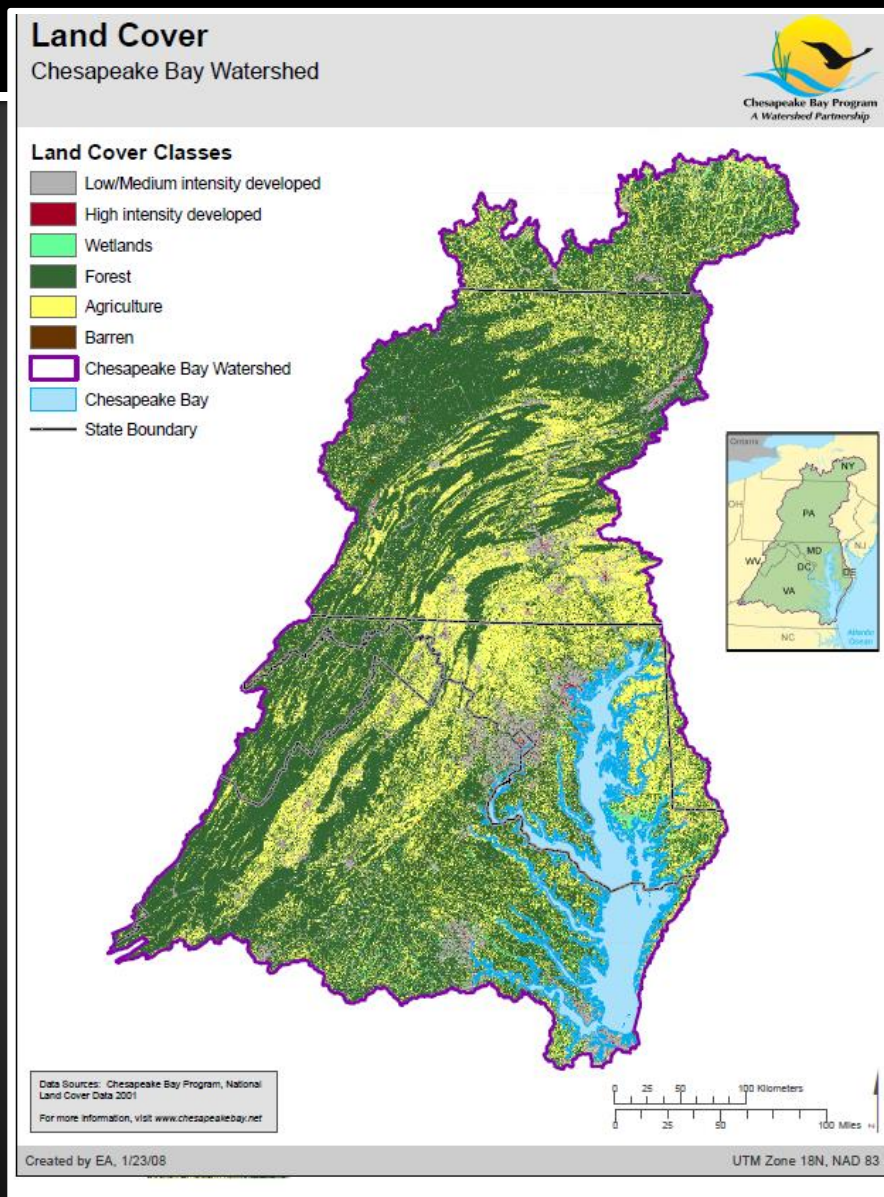 Land Cover
Chesapeake Bay Watershed
Chesapeake Bay Program
A Watershed Partnership
Land Cover Classes
Low/Medium intensity developed
High intensity developed
Wetlands
Forest
Agriculture
Barren
Chesapeake Bay Watershed
Chesapeake Bay
State Boundary
Ontario
NY
OH
PA
NJ
MD
WV
DC
DE
VA
NC
Atlantic
Ocean
Data Sources: Chesapeake Bay Program, National
Land Cover Data 2001
For more information, visit www.chesapeakebay.net
0 25 50 100 Kilometers
0 25 50 100 Miles
N
Created by EA, 1/23/08
UTM Zone 18N, NAD 83